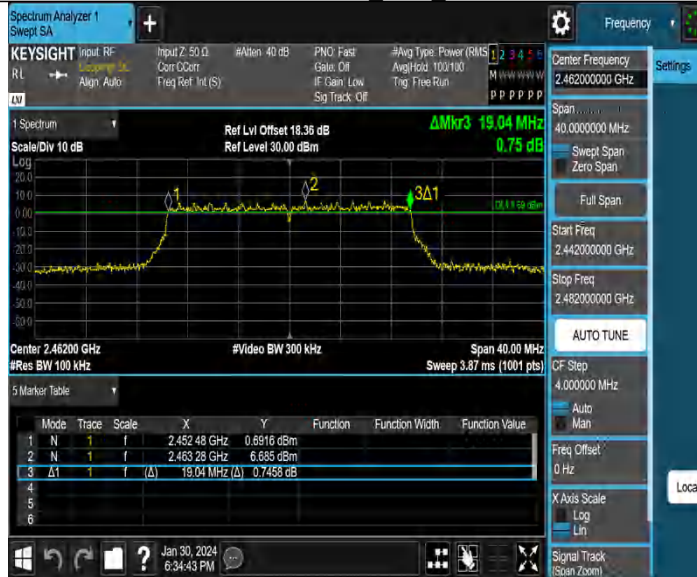 Spectrum Analyzer 1
Swept SA
+
Frequency
KEYSIGHT Input: RF
RL
Align: Auto
Input Z: 50 Ω
Corr CCorr
Freq Ref: Int (S)
#Atten: 40 dB
PNO: Fast
Gate: Off
IF Gain: Low
Sig Track: Off
#Avg Type: Power (RMS
Avg|Hold: 100/100
Trig: Free Run
1 2 3 4 5 6
M W W W W W
P P P P P P
LXI
1 Spectrum
Scale/Div 10 dB
Ref Lvl Offset 18.36 dB
Ref Level 30.00 dBm
ΔMkr3 19.04 MHz
0.75 dB
Log
20.0
10.0
0.00
-10.0
-20.0
-30.0
-40.0
-50.0
-60.0
1
2
3Δ1
Center 2.46200 GHz
#Res BW 100 kHz
#Video BW 300 kHz
Span 40.00 MHz
Sweep 3.87 ms (1001 pts)
5 Marker Table
Mode Trace Scale X Y Function Function Width Function Value
1 N 1 f 2.452 48 GHz 0.6916 dBm
2 N 1 f 2.463 28 GHz 6.685 dBm
3 Δ1 1 f (Δ) 19.04 MHz (Δ) 0.7458 dB
4
5
6
Jan 30, 2024
6:34:43 PM
Center Frequency
2.462000000 GHz
Settings
Span
40.0000000 MHz
Swept Span
Zero Span
Full Span
Start Freq
2.442000000 GHz
Stop Freq
2.482000000 GHz
AUTO TUNE
CF Step
4.000000 MHz
Auto
Man
Freq Offset
0 Hz
X Axis Scale
Log
Lin
Loca
Signal Track
(Span Zoom)